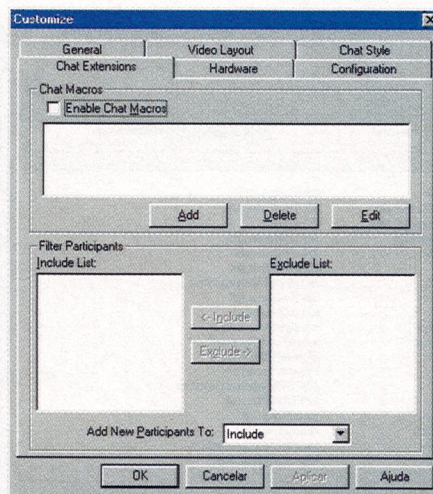 Customize
General Video Layout Chat Style
Chat Extensions Hardware Configuration
Chat Macros
Enable Chat Macros
Add Delete Edit
Filter Participants
Include List: Exclude List:
<- Include
Exclude ->
Add New Participants To: Include
OK Cancelar Aplicar Ajuda